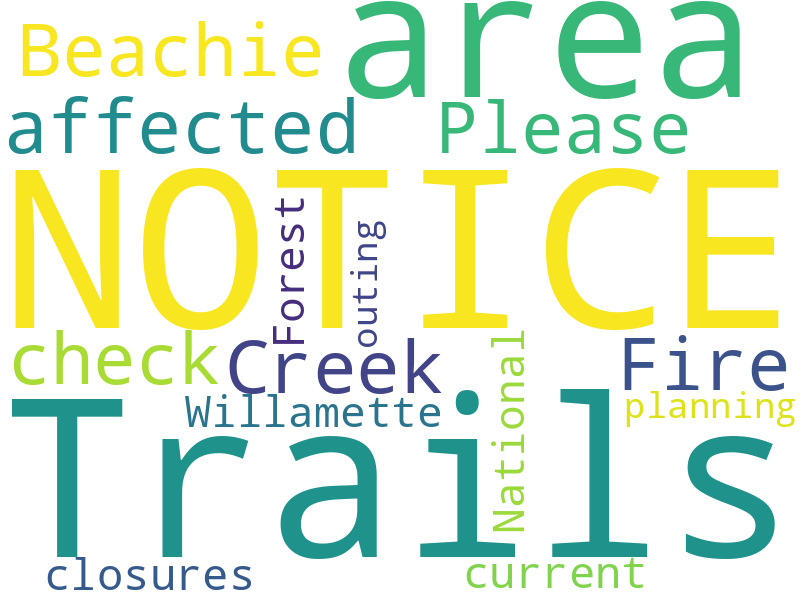 Beachie area
affected Please
NOTICE
Forest outing
check Creek Fire
Willamette National planning
Trails
closures current